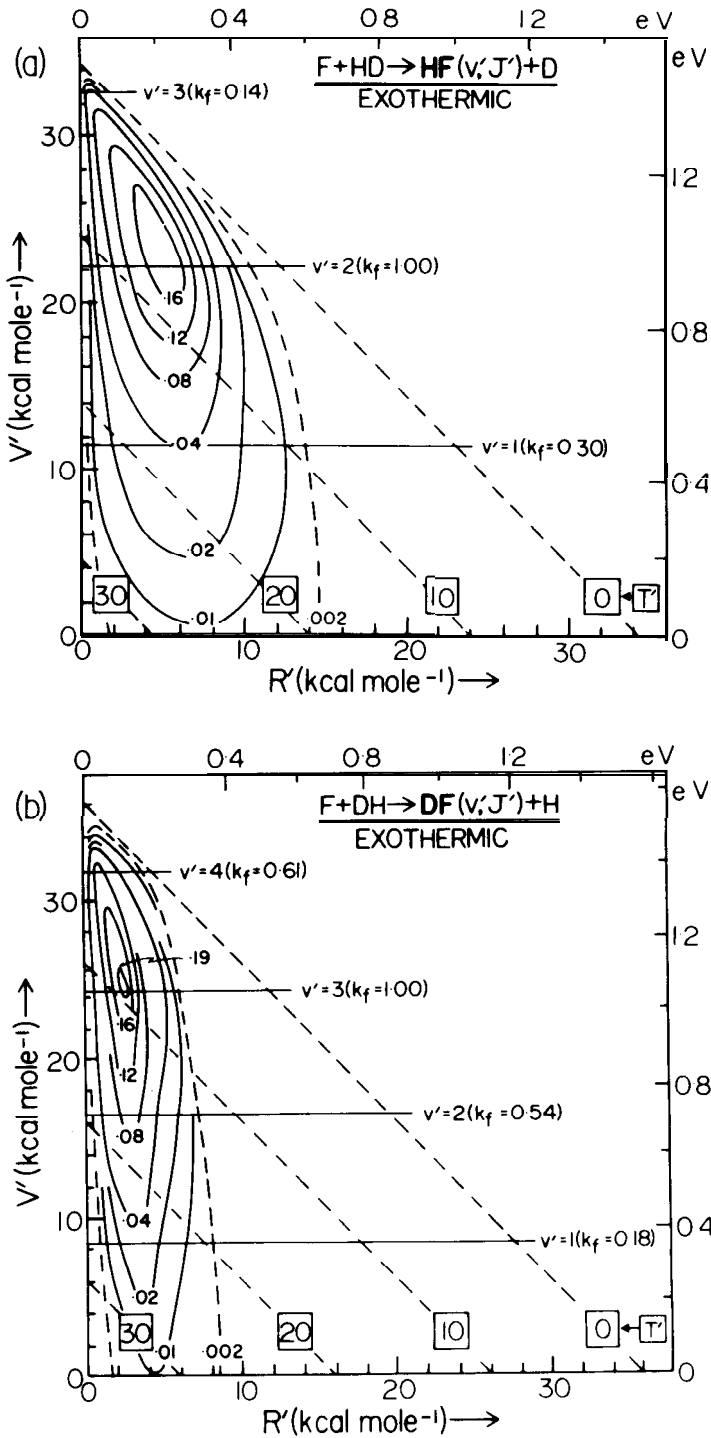 0 0·4 0·8 1·2 eV
(a)
F+HD→HF(v′,J′)+D
EXOTHERMIC
eV
v′=3(kf=0·14)
30
1·2
v′=2(kf=1·00)
·16
20
·12
0·8
·08
V′(kcal mole⁻¹)→
·04
v′=1(kf=0·30)
10
0·4
·02
30 20 10 0 T′
·01 ·002
0 0
0 10 20 30
R′(kcal mole⁻¹)→
0 0·4 0·8 1·2 eV
(b)
F+DH→DF(v′,J′)+H
EXOTHERMIC
eV
v′=4(kf=0·61)
30
·19
1·2
v′=3(kf=1·00)
·16
20
·12
0·8
v′=2(kf=0·54)
·08
V′(kcal mole⁻¹)→
10
·04
v′=1(kf=0·18)
0·4
·02
30 20 10 0 T′
·01 ·002
0 0
0 10 20 30
R′(kcal mole⁻¹)→